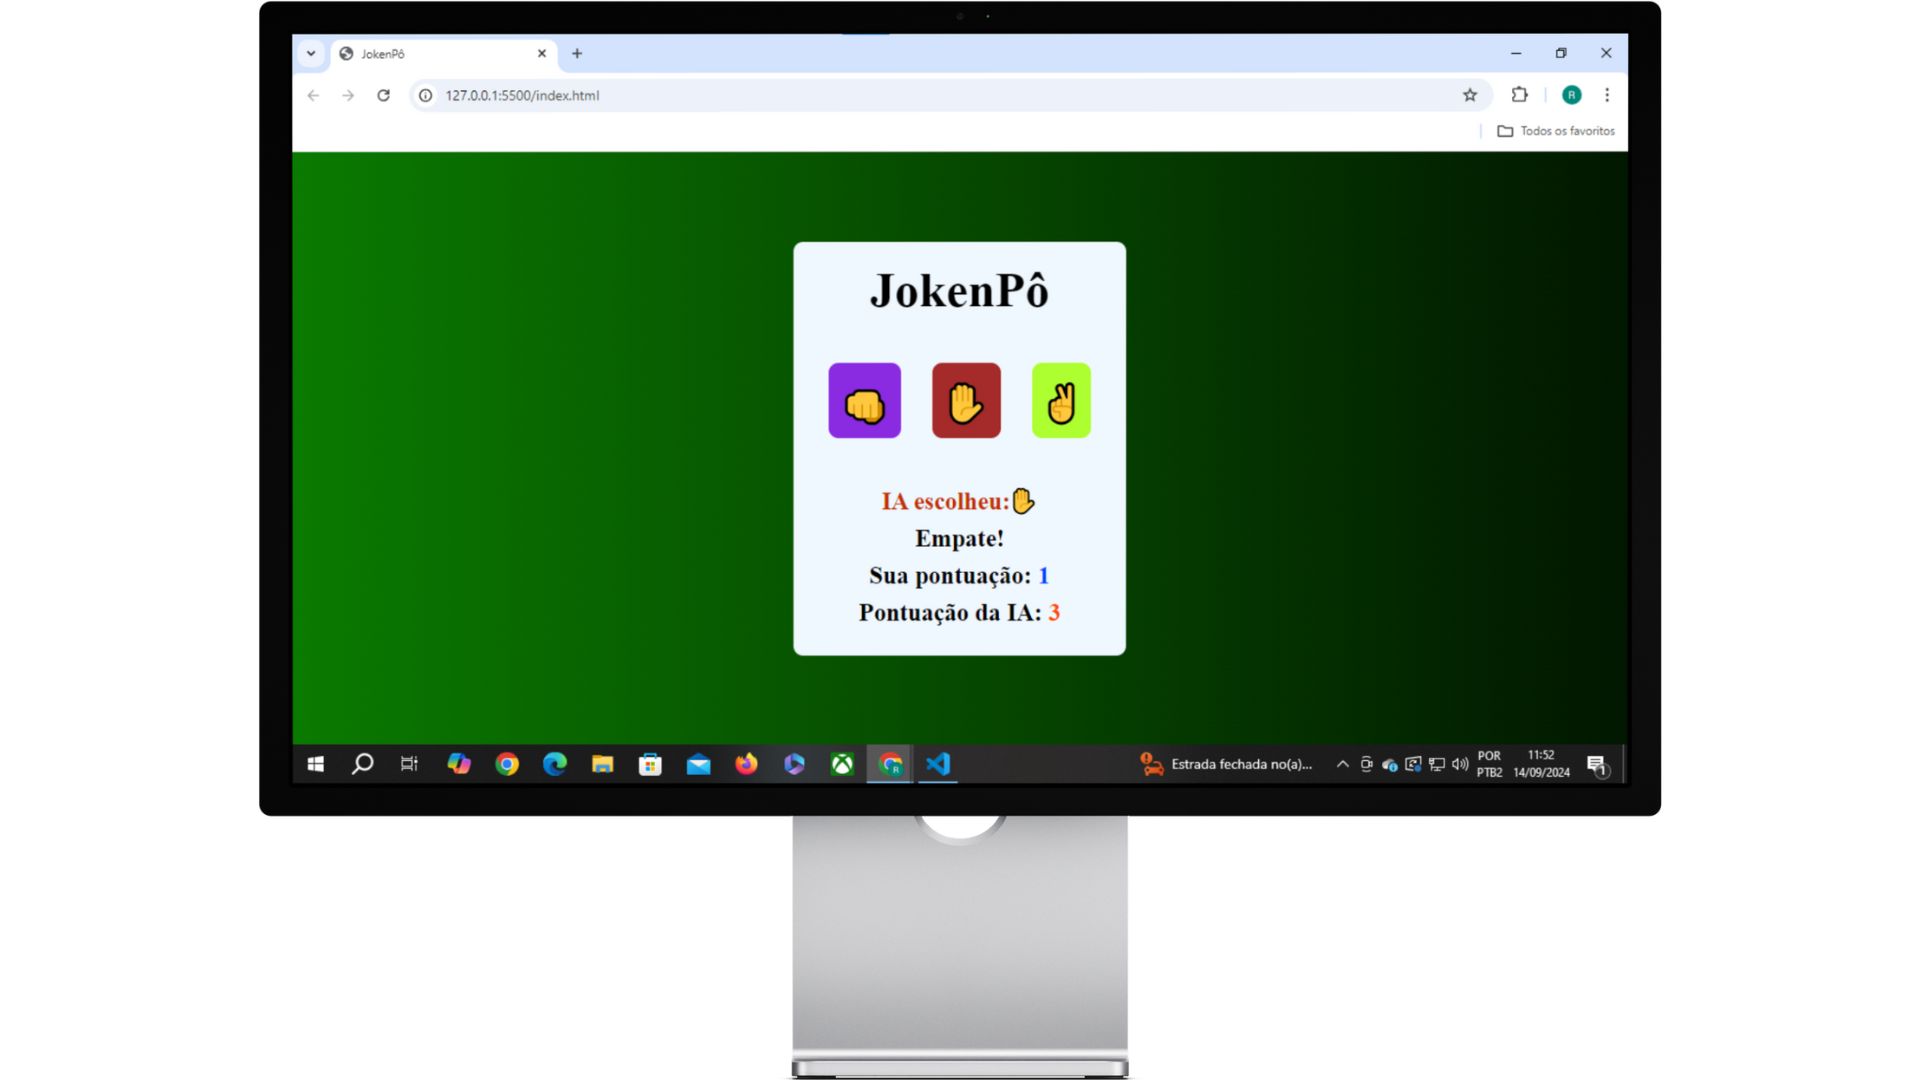 JokenPô
127.0.0.1:5500/index.html
R
Todos os favoritos
JokenPô
IA escolheu:✋
Empate!
Sua pontuação: 1
Pontuação da IA: 3
R
Estrada fechada no(a)...
POR
PTB2
11:52
14/09/2024
1